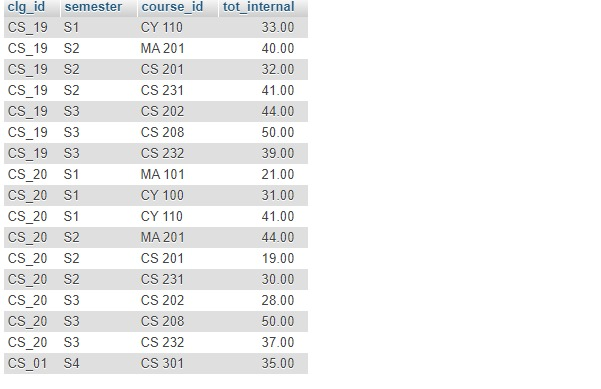 clg_id semester course_id tot_internal
CS_19 S1 CY 110 33.00
CS_19 S2 MA 201 40.00
CS_19 S2 CS 201 32.00
CS_19 S2 CS 231 41.00
CS_19 S3 CS 202 44.00
CS_19 S3 CS 208 50.00
CS_19 S3 CS 232 39.00
CS_20 S1 MA 101 21.00
CS_20 S1 CY 100 31.00
CS_20 S1 CY 110 41.00
CS_20 S2 MA 201 44.00
CS_20 S2 CS 201 19.00
CS_20 S2 CS 231 30.00
CS_20 S3 CS 202 28.00
CS_20 S3 CS 208 50.00
CS_20 S3 CS 232 37.00
CS_01 S4 CS 301 35.00